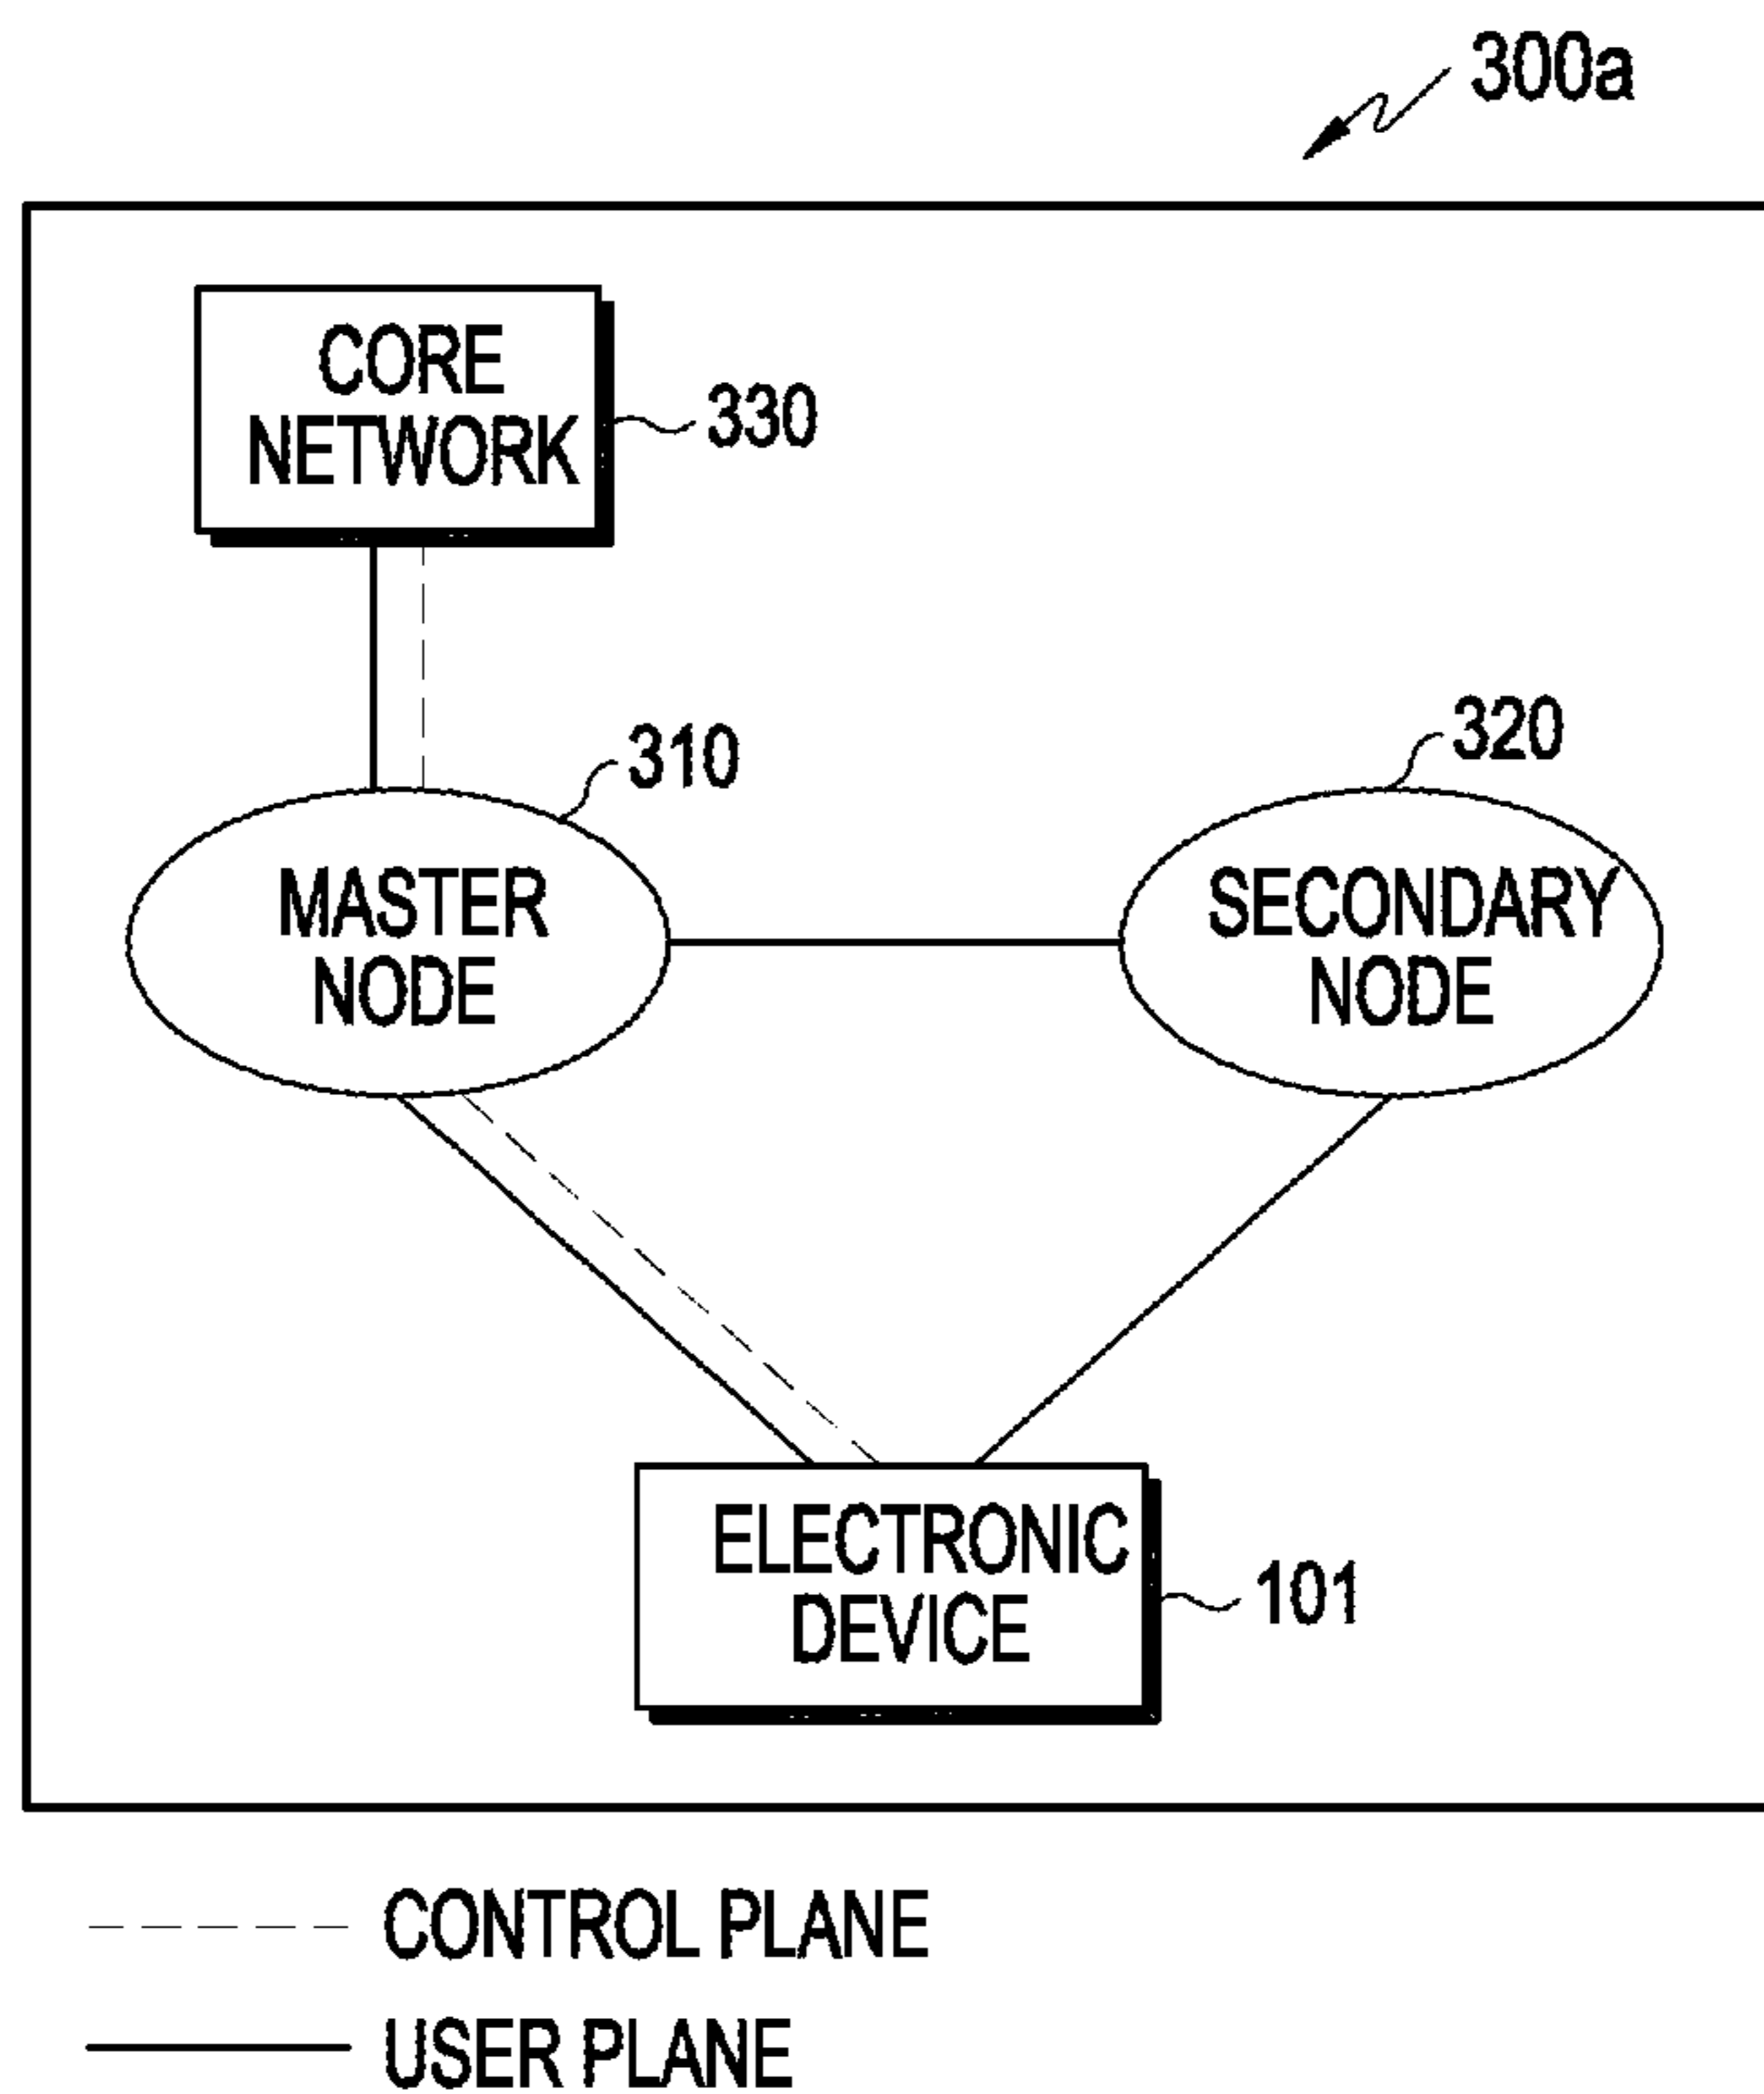 300a
CORE
NETWORK
330
310
320
MASTER
NODE
SECONDARY
NODE
ELECTRONIC
DEVICE
101
CONTROL PLANE
USER PLANE